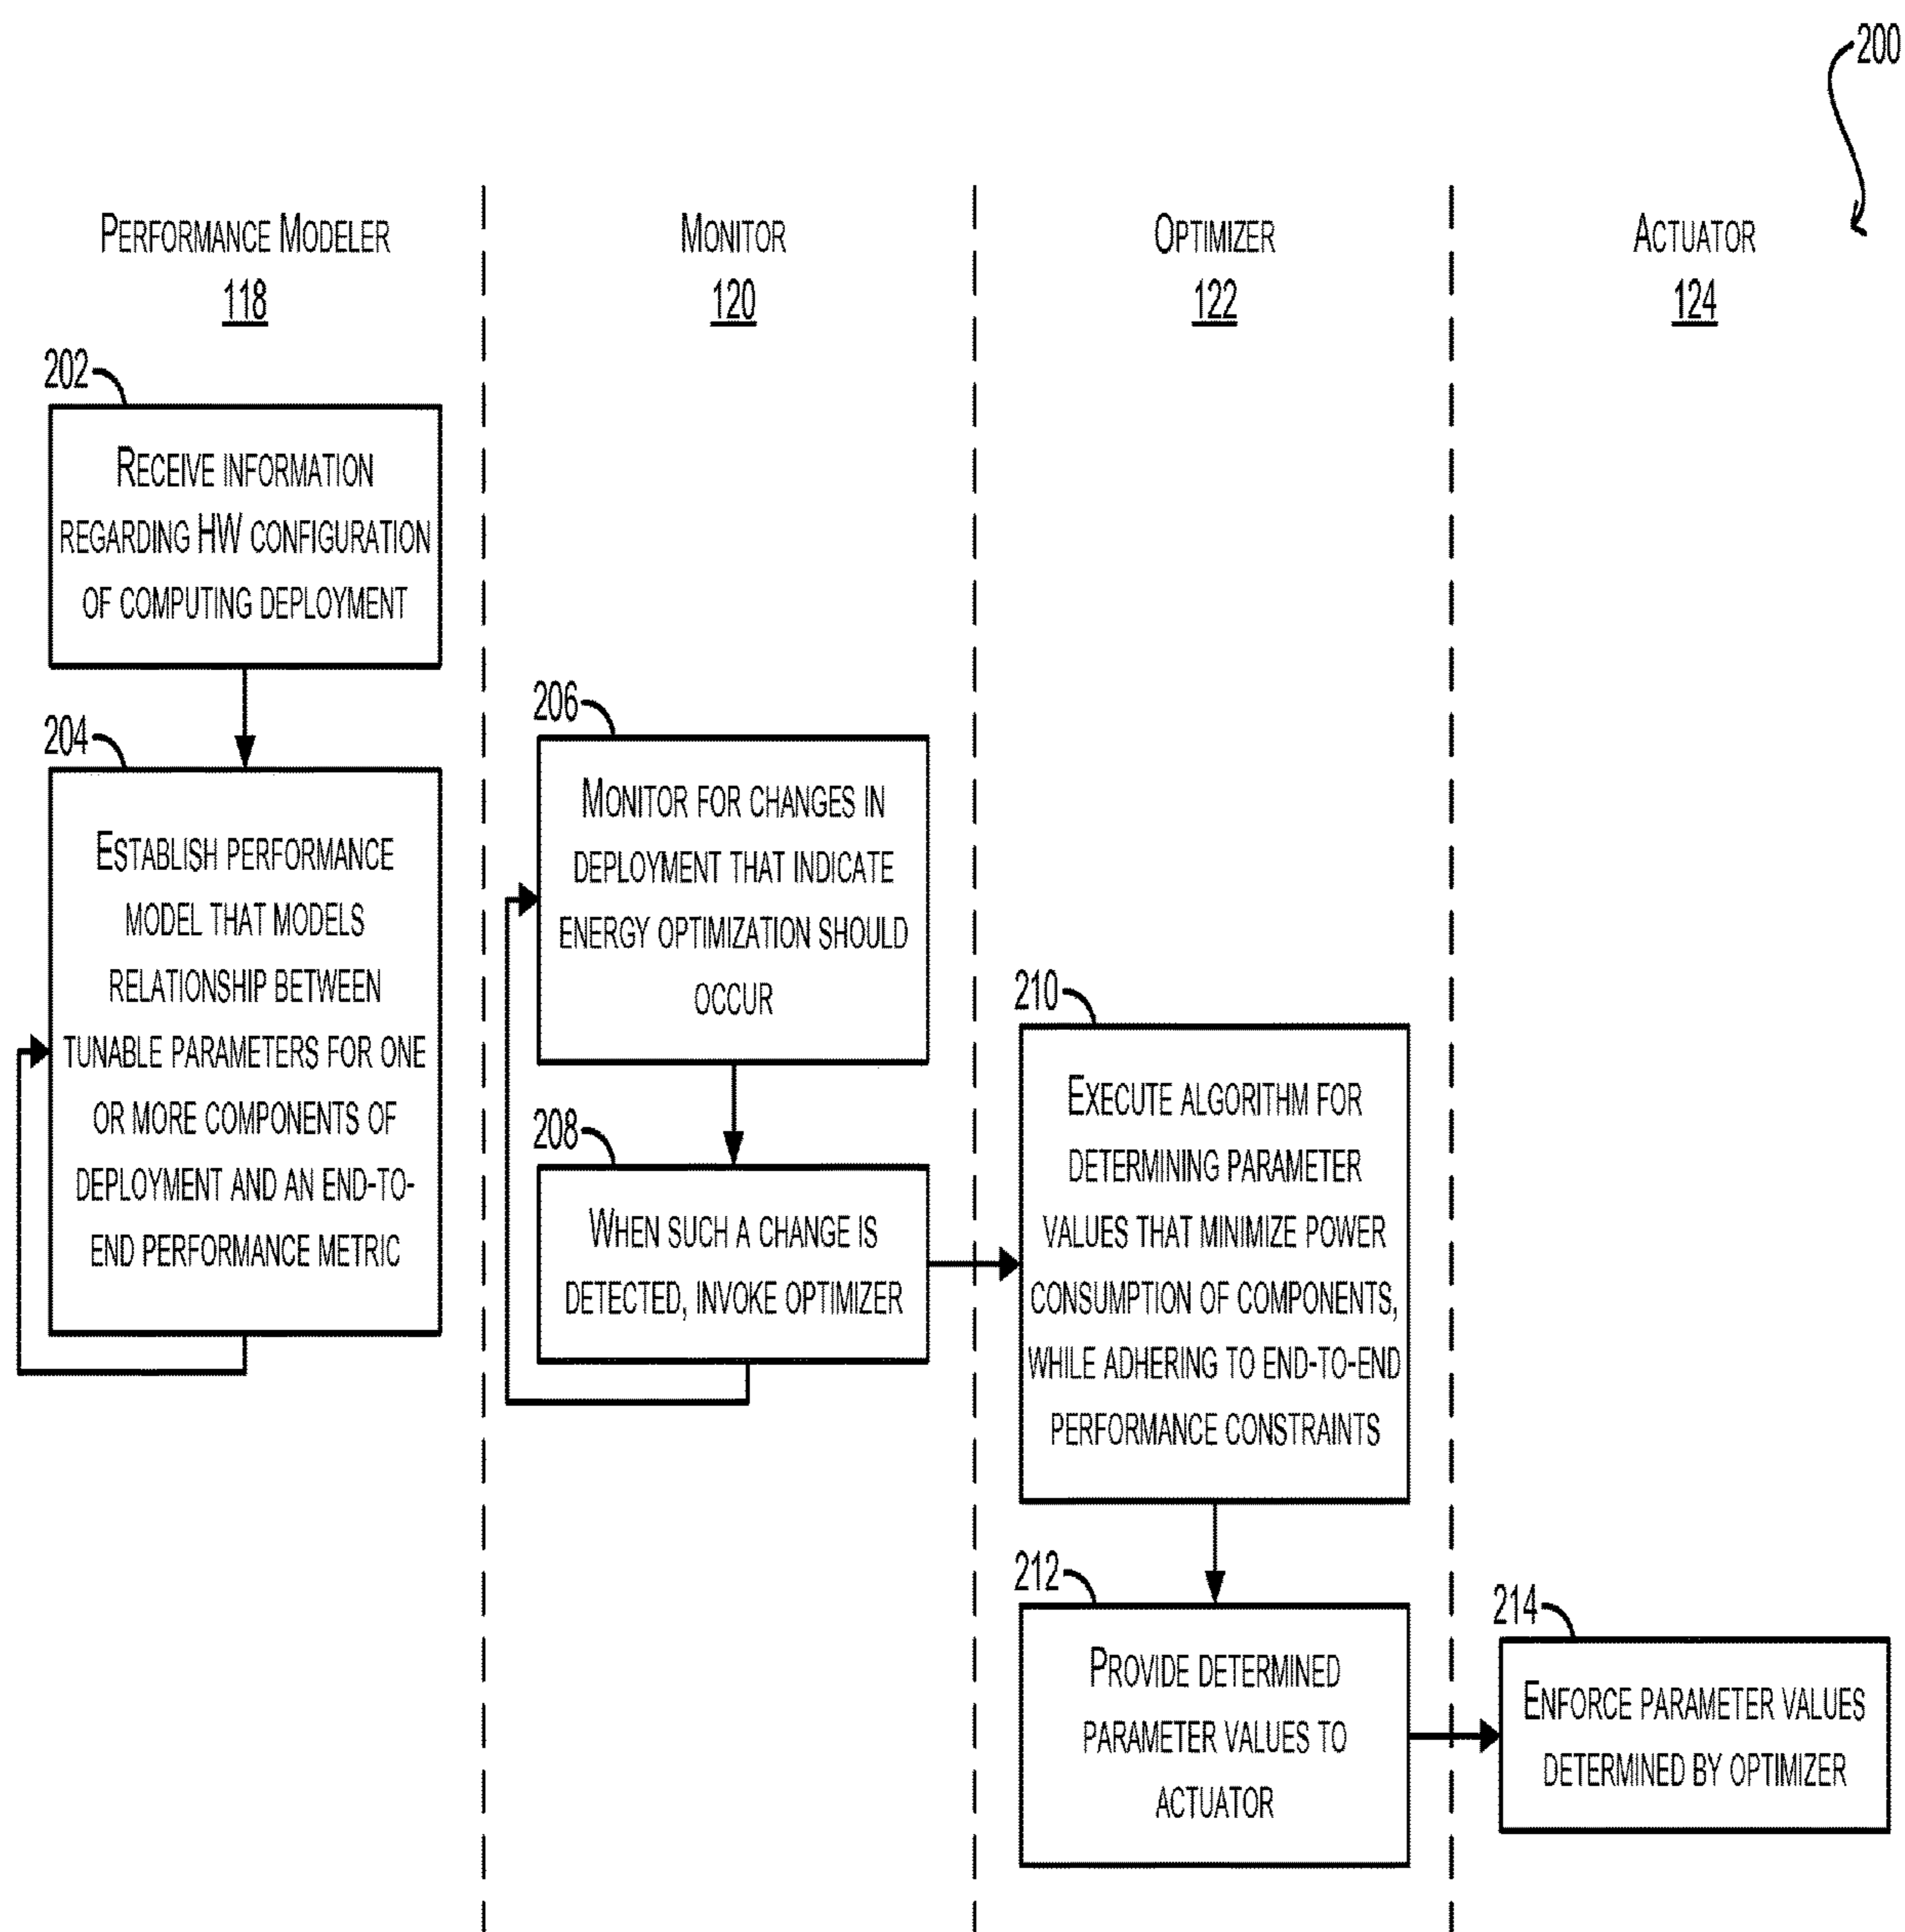 200
PERFORMANCE MODELER
118
MONITOR
120
OPTIMIZER
122
ACTUATOR
124
202
RECEIVE INFORMATION
REGARDING HW CONFIGURATION
OF COMPUTING DEPLOYMENT
204
ESTABLISH PERFORMANCE
MODEL THAT MODELS
RELATIONSHIP BETWEEN
TUNABLE PARAMETERS FOR ONE
OR MORE COMPONENTS OF
DEPLOYMENT AND AN END-TO-
END PERFORMANCE METRIC
206
MONITOR FOR CHANGES IN
DEPLOYMENT THAT INDICATE
ENERGY OPTIMIZATION SHOULD
OCCUR
208
WHEN SUCH A CHANGE IS
DETECTED, INVOKE OPTIMIZER
210
EXECUTE ALGORITHM FOR
DETERMINING PARAMETER
VALUES THAT MINIMIZE POWER
CONSUMPTION OF COMPONENTS,
WHILE ADHERING TO END-TO-END
PERFORMANCE CONSTRAINTS
212
PROVIDE DETERMINED
PARAMETER VALUES TO
ACTUATOR
214
ENFORCE PARAMETER VALUES
DETERMINED BY OPTIMIZER